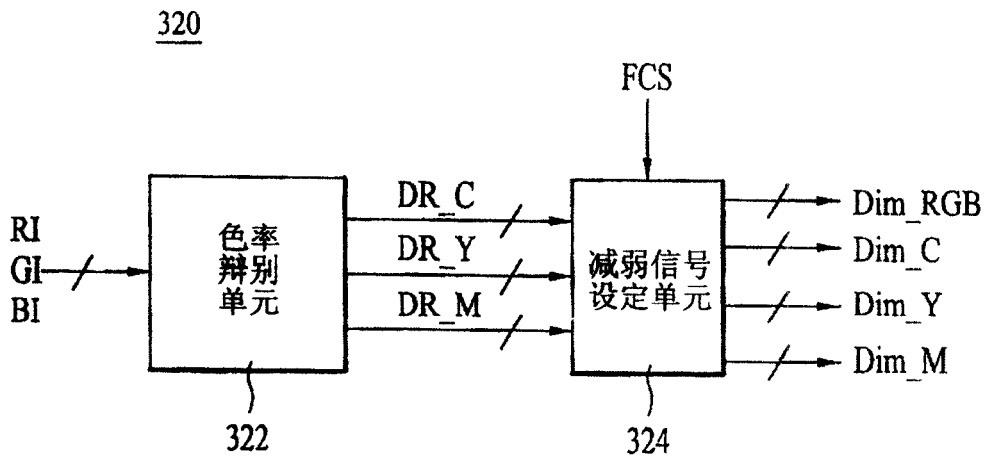 320
FCS
RI
GI
BI
色率
辩别
单元
DR_C
DR_Y
DR_M
减弱信号
设定单元
Dim_RGB
Dim_C
Dim_Y
Dim_M
322
324